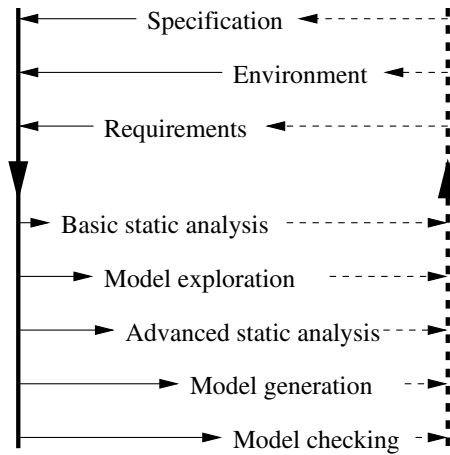 Specification
Environment
Requirements
Basic static analysis
Model exploration
Advanced static analysis
Model generation
Model checking